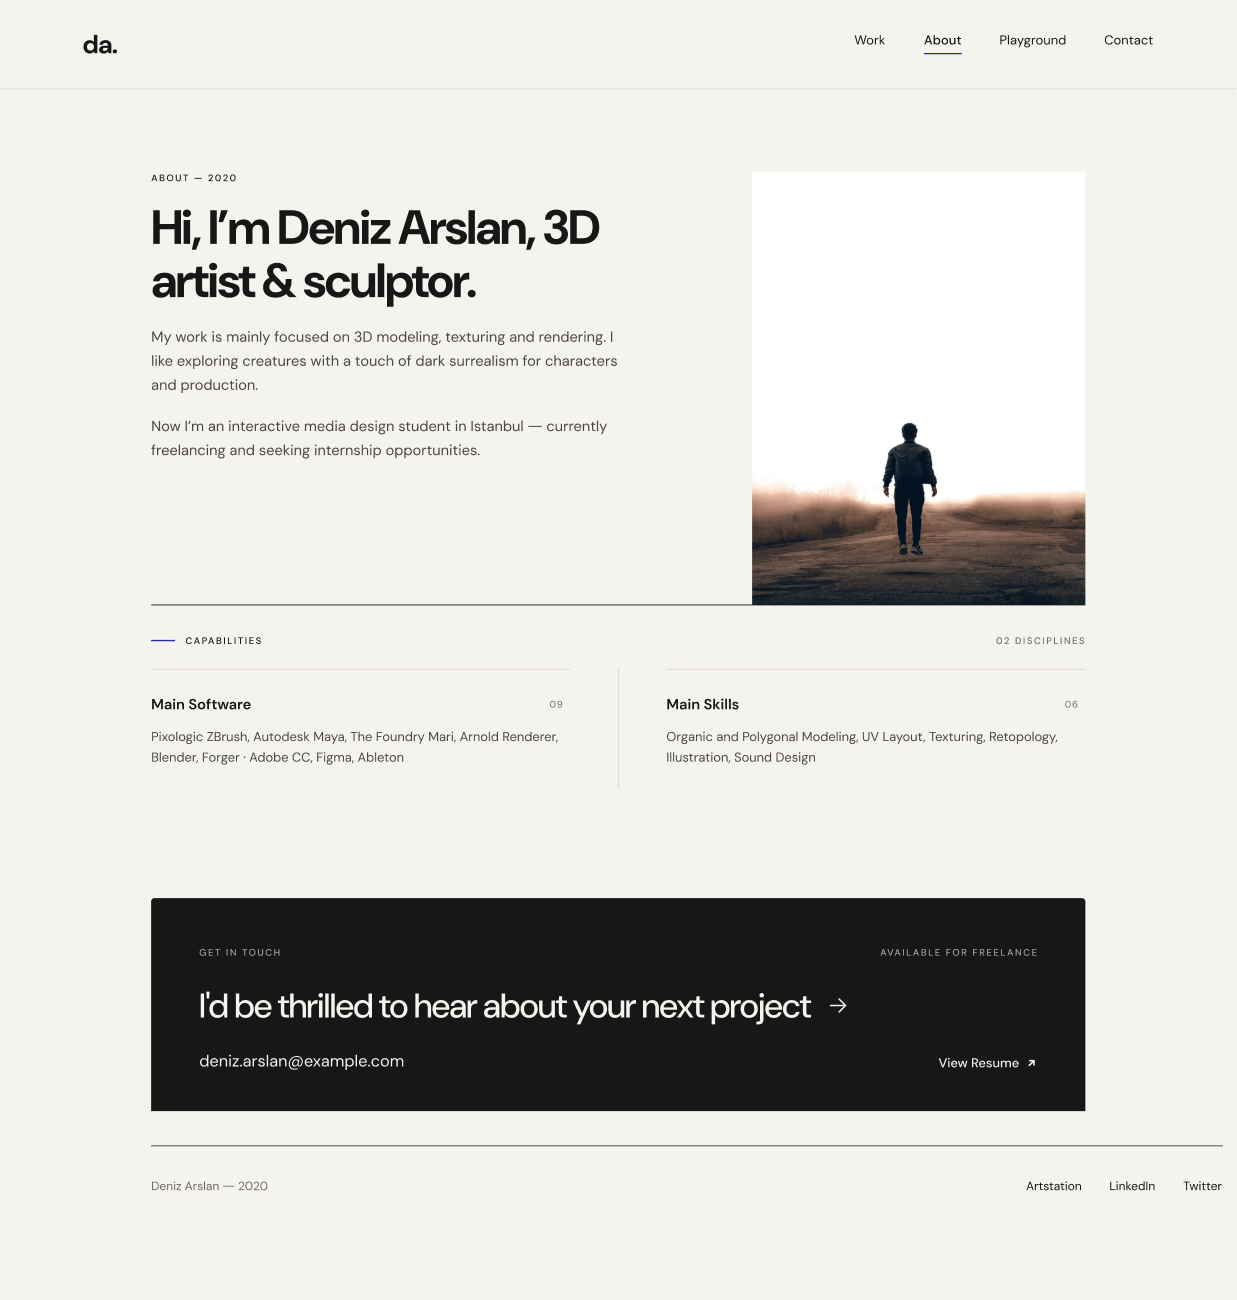 da.
Work About Playground Contact
ABOUT — 2020
Hi, I’m Deniz Arslan, 3D
artist & sculptor.
My work is mainly focused on 3D modeling, texturing and rendering. I
like exploring creatures with a touch of dark surrealism for characters
and production.
Now I’m an interactive media design student in Istanbul — currently
freelancing and seeking internship opportunities.
CAPABILITIES
02 DISCIPLINES
Main Software 09
Pixologic ZBrush, Autodesk Maya, The Foundry Mari, Arnold Renderer,
Blender, Forger · Adobe CC, Figma, Ableton
Main Skills 06
Organic and Polygonal Modeling, UV Layout, Texturing, Retopology,
Illustration, Sound Design
GET IN TOUCH
AVAILABLE FOR FREELANCE
I'd be thrilled to hear about your next project →
deniz.arslan@example.com
View Resume ↗
Deniz Arslan — 2020
Artstation LinkedIn Twitter